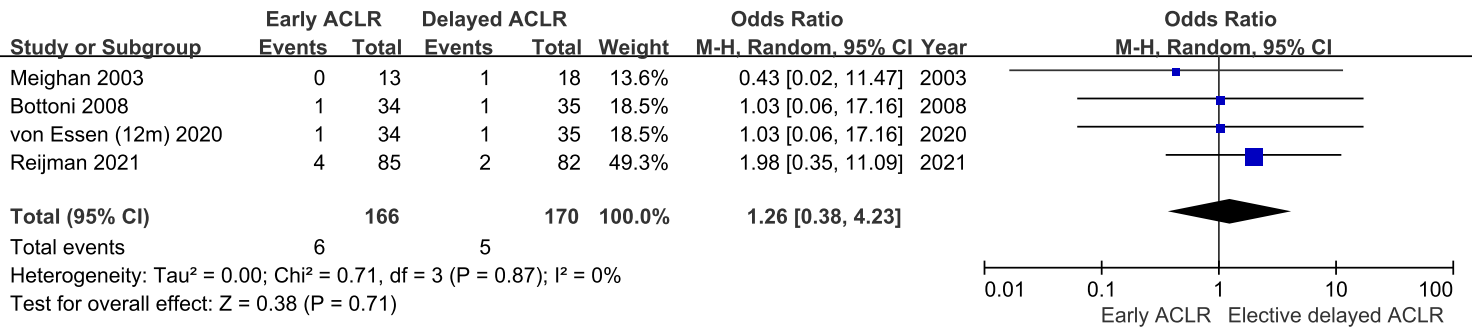 Early ACLR Delayed ACLR Odds Ratio Odds Ratio
Study or Subgroup Events Total Events Total Weight M-H, Random, 95% CI Year M-H, Random, 95% CI
Meighan 2003 0 13 1 18 13.6% 0.43 [0.02, 11.47] 2003
Bottoni 2008 1 34 1 35 18.5% 1.03 [0.06, 17.16] 2008
von Essen (12m) 2020 1 34 1 35 18.5% 1.03 [0.06, 17.16] 2020
Reijman 2021 4 85 2 82 49.3% 1.98 [0.35, 11.09] 2021
Total (95% CI) 166 170 100.0% 1.26 [0.38, 4.23]
Total events 6 5
Heterogeneity: Tau² = 0.00; Chi² = 0.71, df = 3 (P = 0.87); I² = 0%
Test for overall effect: Z = 0.38 (P = 0.71)
0.01 0.1 1 10 100
Early ACLR Elective delayed ACLR